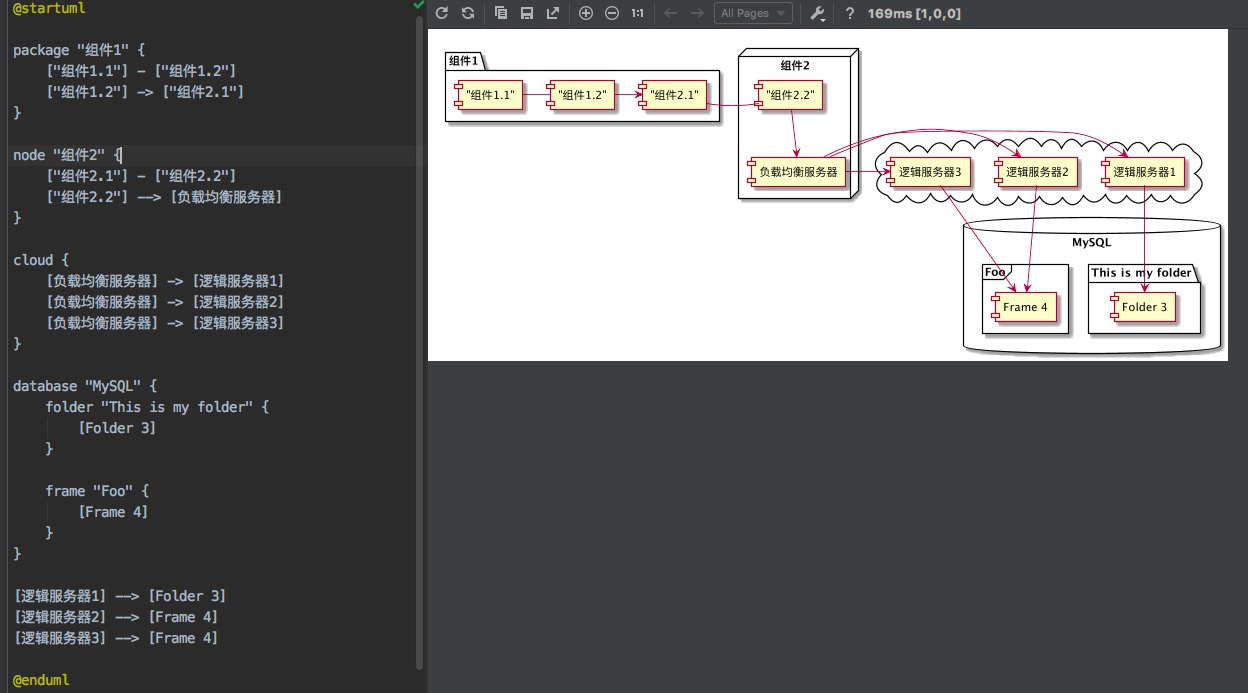 @startuml
package "组件1" {
["组件1.1"] - ["组件1.2"]
["组件1.2"] -> ["组件2.1"]
}
node "组件2" {
["组件2.1"] - ["组件2.2"]
["组件2.2"] --> [负载均衡服务器]
}
cloud {
[负载均衡服务器] -> [逻辑服务器1]
[负载均衡服务器] -> [逻辑服务器2]
[负载均衡服务器] -> [逻辑服务器3]
}
database "MySQL" {
folder "This is my folder" {
[Folder 3]
}
frame "Foo" {
[Frame 4]
}
}
[逻辑服务器1] --> [Folder 3]
[逻辑服务器2] --> [Frame 4]
[逻辑服务器3] --> [Frame 4]
@enduml
1:1 All Pages ? 169ms [1,0,0]
组件1
"组件1.1" "组件1.2" "组件2.1"
组件2
"组件2.2"
负载均衡服务器
逻辑服务器3 逻辑服务器2 逻辑服务器1
MySQL
Foo
Frame 4
This is my folder
Folder 3